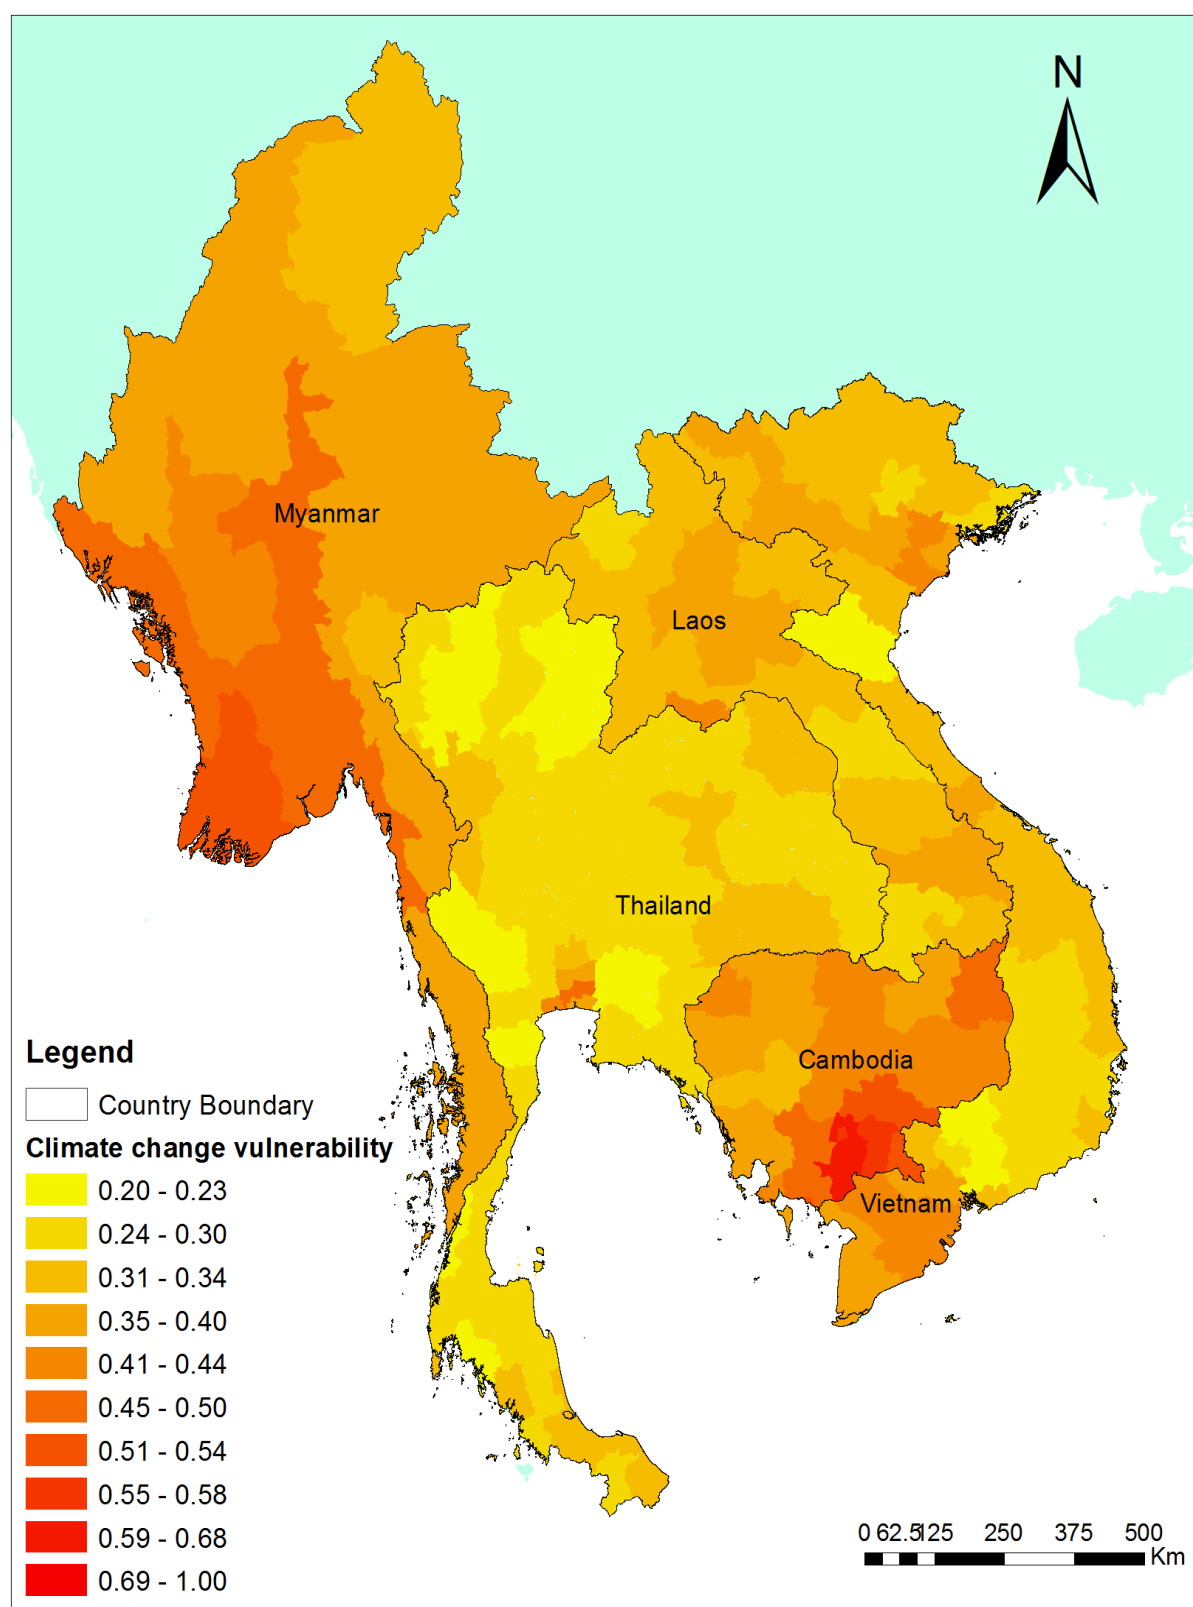 N
Myanmar
Laos
Thailand
Cambodia
Vietnam
Legend
Country Boundary
Climate change vulnerability
0.20 - 0.23
0.24 - 0.30
0.31 - 0.34
0.35 - 0.40
0.41 - 0.44
0.45 - 0.50
0.51 - 0.54
0.55 - 0.58
0.59 - 0.68
0.69 - 1.00
0 62.5 125 250 375 500
Km